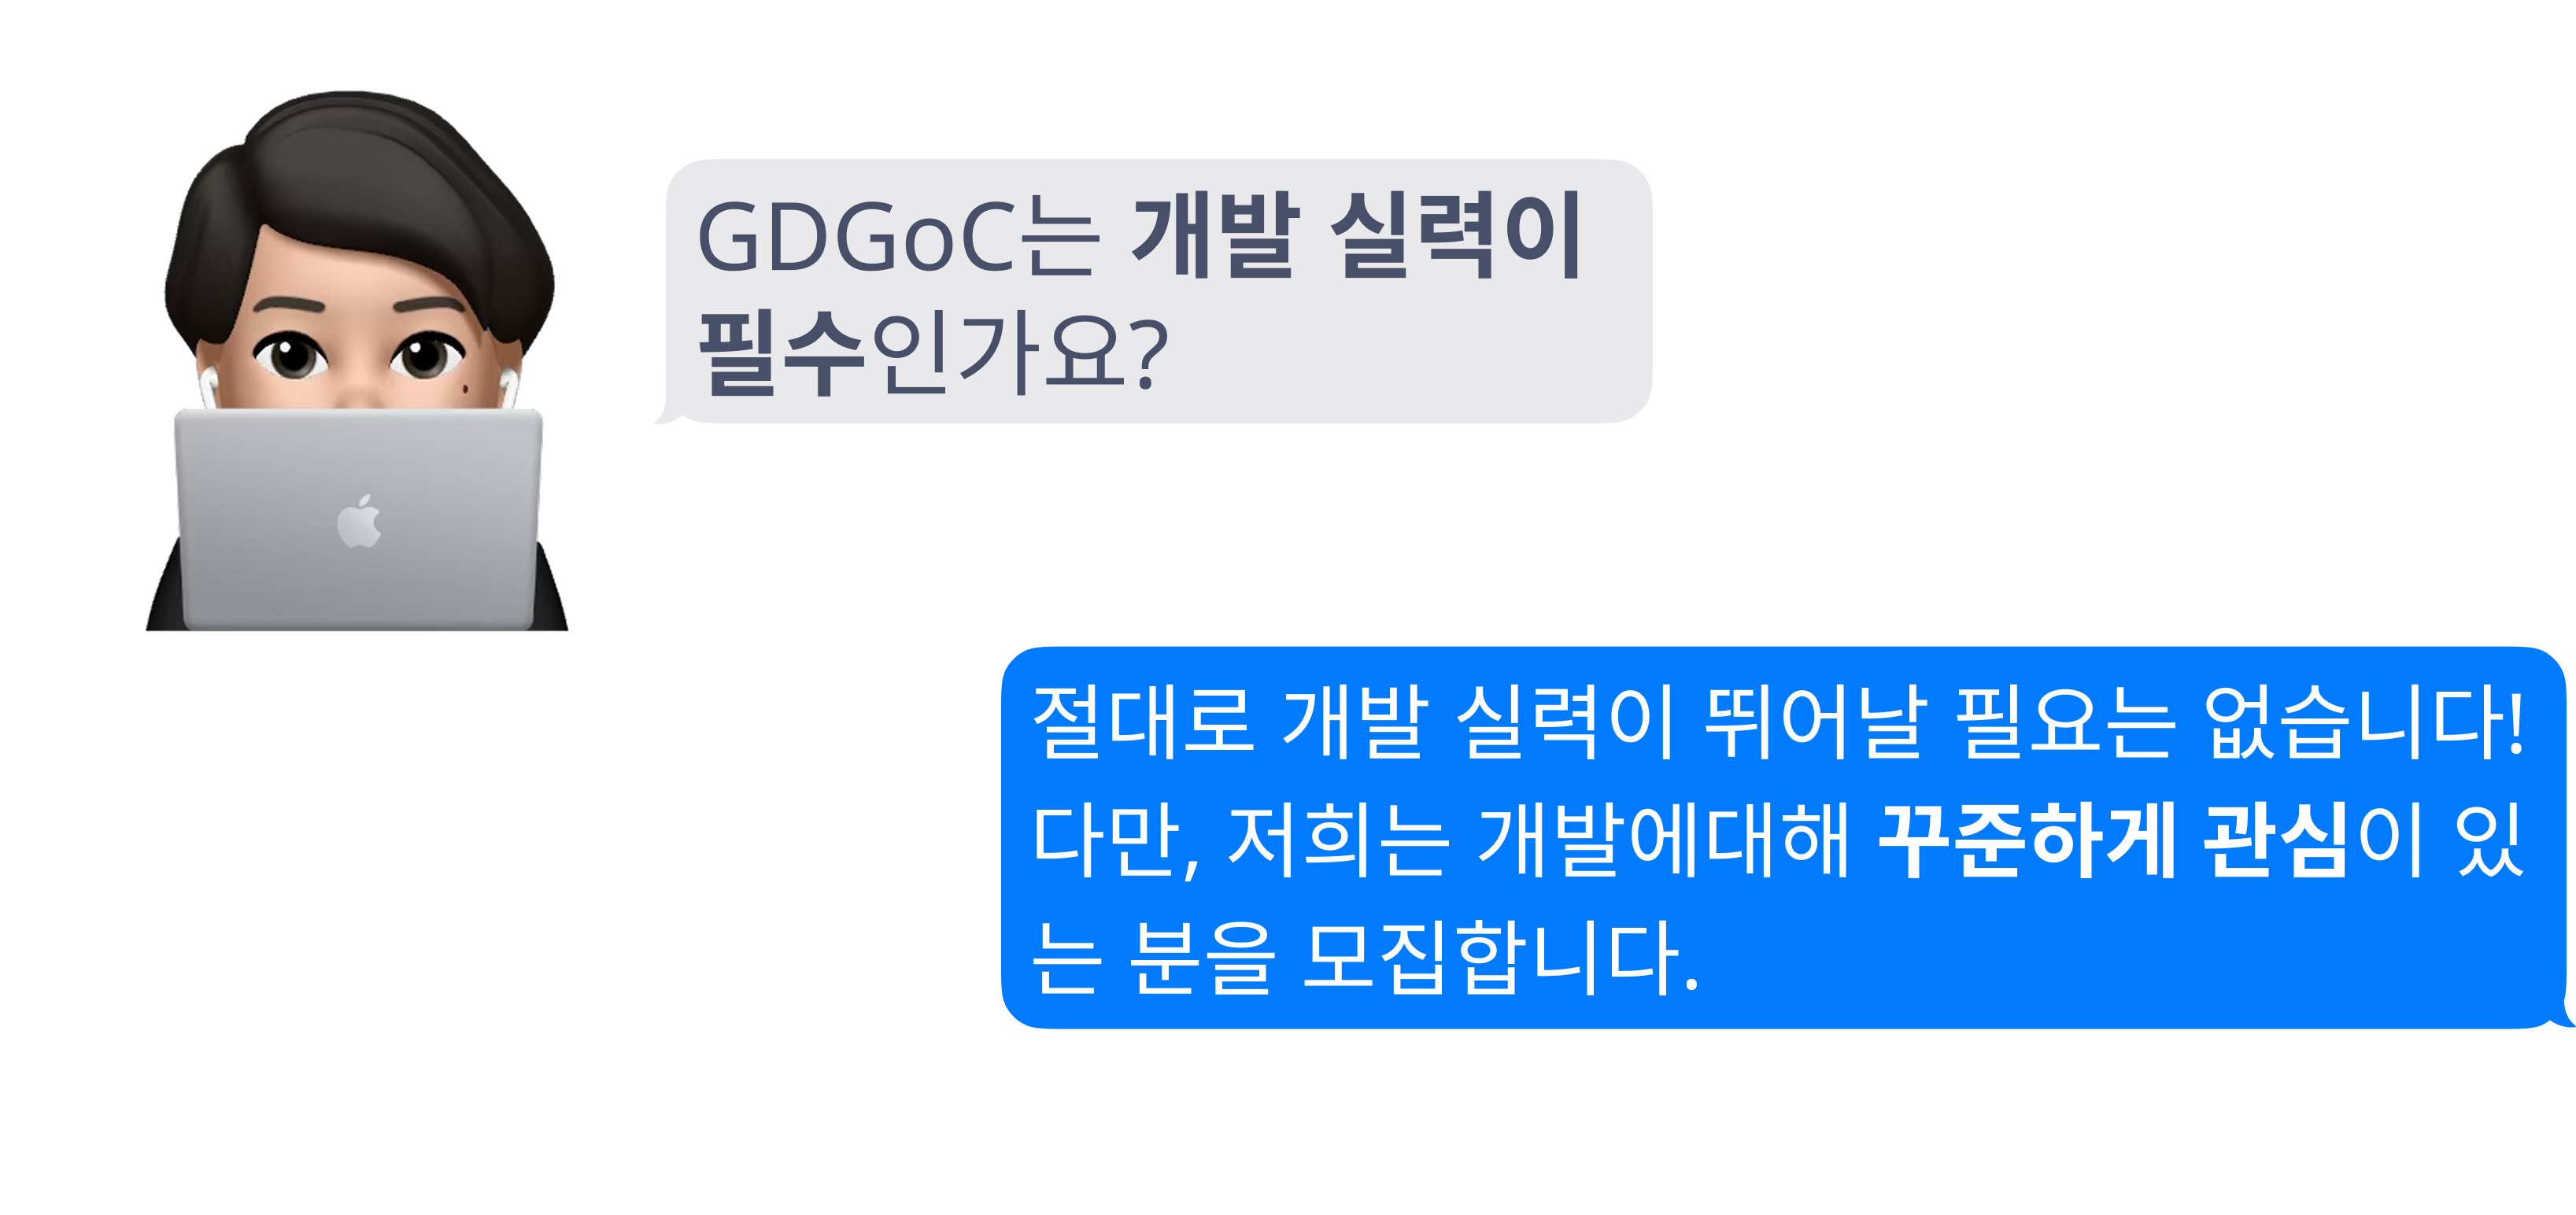 GDGoC는 개발 실력이
필수인가요?
절대로 개발 실력이 뛰어날 필요는 없습니다!
다만, 저희는 개발에대해 꾸준하게 관심이 있
는 분을 모집합니다.